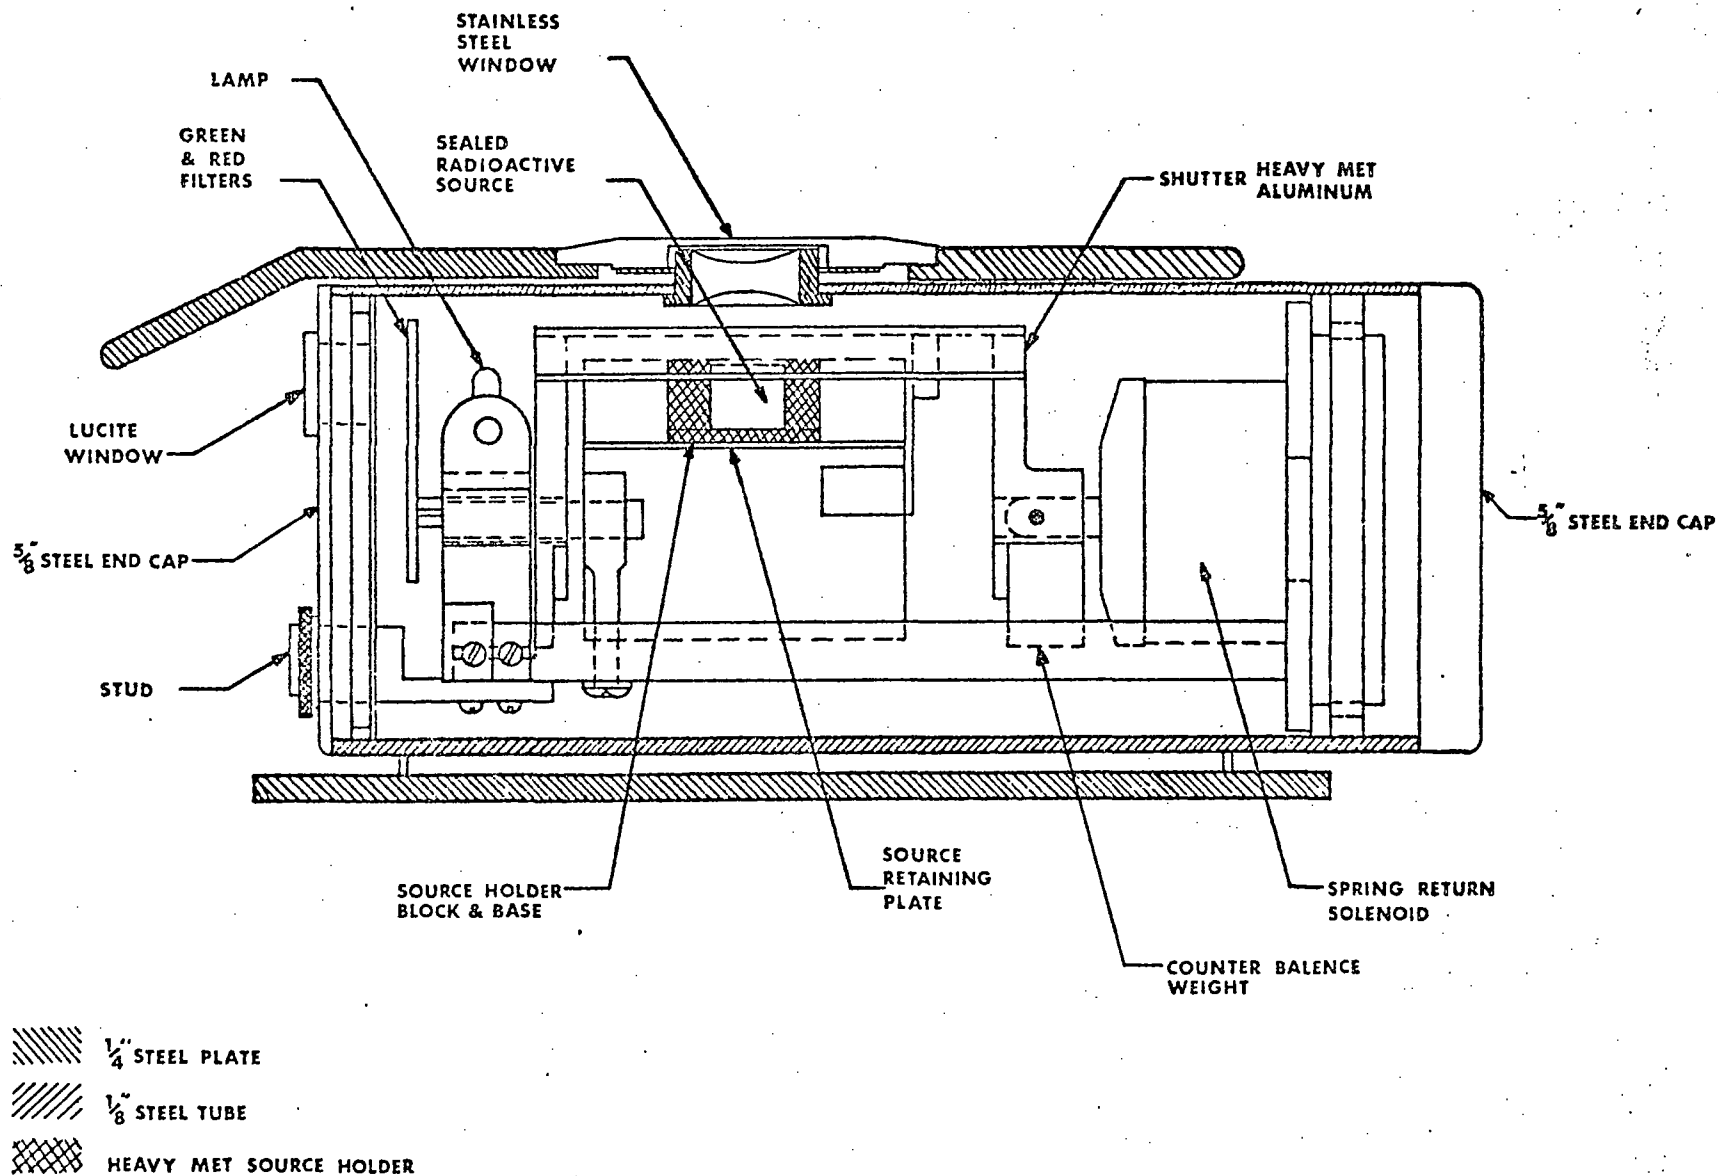 STAINLESS
STEEL
WINDOW
LAMP
GREEN
& RED
FILTERS
SEALED
RADIOACTIVE
SOURCE
SHUTTER HEAVY MET
ALUMINUM
LUCITE
WINDOW
5/8" STEEL END CAP
5/8" STEEL END CAP
STUD
SOURCE HOLDER
BLOCK & BASE
SOURCE
RETAINING
PLATE
SPRING RETURN
SOLENOID
COUNTER BALENCE
WEIGHT
1/4" STEEL PLATE
1/8" STEEL TUBE
HEAVY MET SOURCE HOLDER